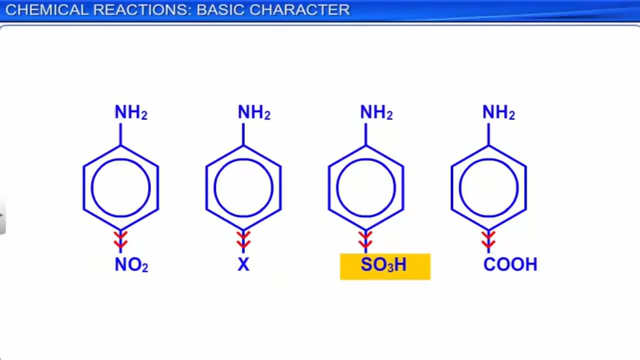 CHEMICAL REACTIONS: BASIC CHARACTER
NH₂ NH₂ NH₂ NH₂
NO₂ X SO₃H COOH